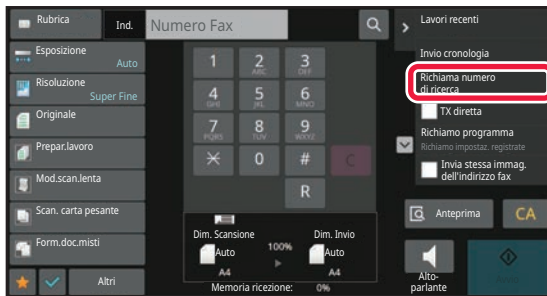 Rubrica
Ind.
Numero Fax
Esposizione
Auto
Risoluzione
Super Fine
Originale
Prepar.lavoro
Mod.scan.lenta
Scan. carta pesante
Form.doc.misti
Altri
1
2
ABC
3
DEF
4
GHI
5
JKL
6
MNO
7
PQRS
8
TUV
9
WXYZ
0
#
C
R
Dim. Scansione
Auto
A4
100%
Dim. Invio
Auto
A4
Memoria ricezione: 0%
Lavori recenti
Invio cronologia
Richiama numero
di ricerca
TX diretta
Richiamo programma
Richiamo impostaz. registrate
Invia stessa immag.
dell'indirizzo fax
Anteprima
CA
Alto-
parlante